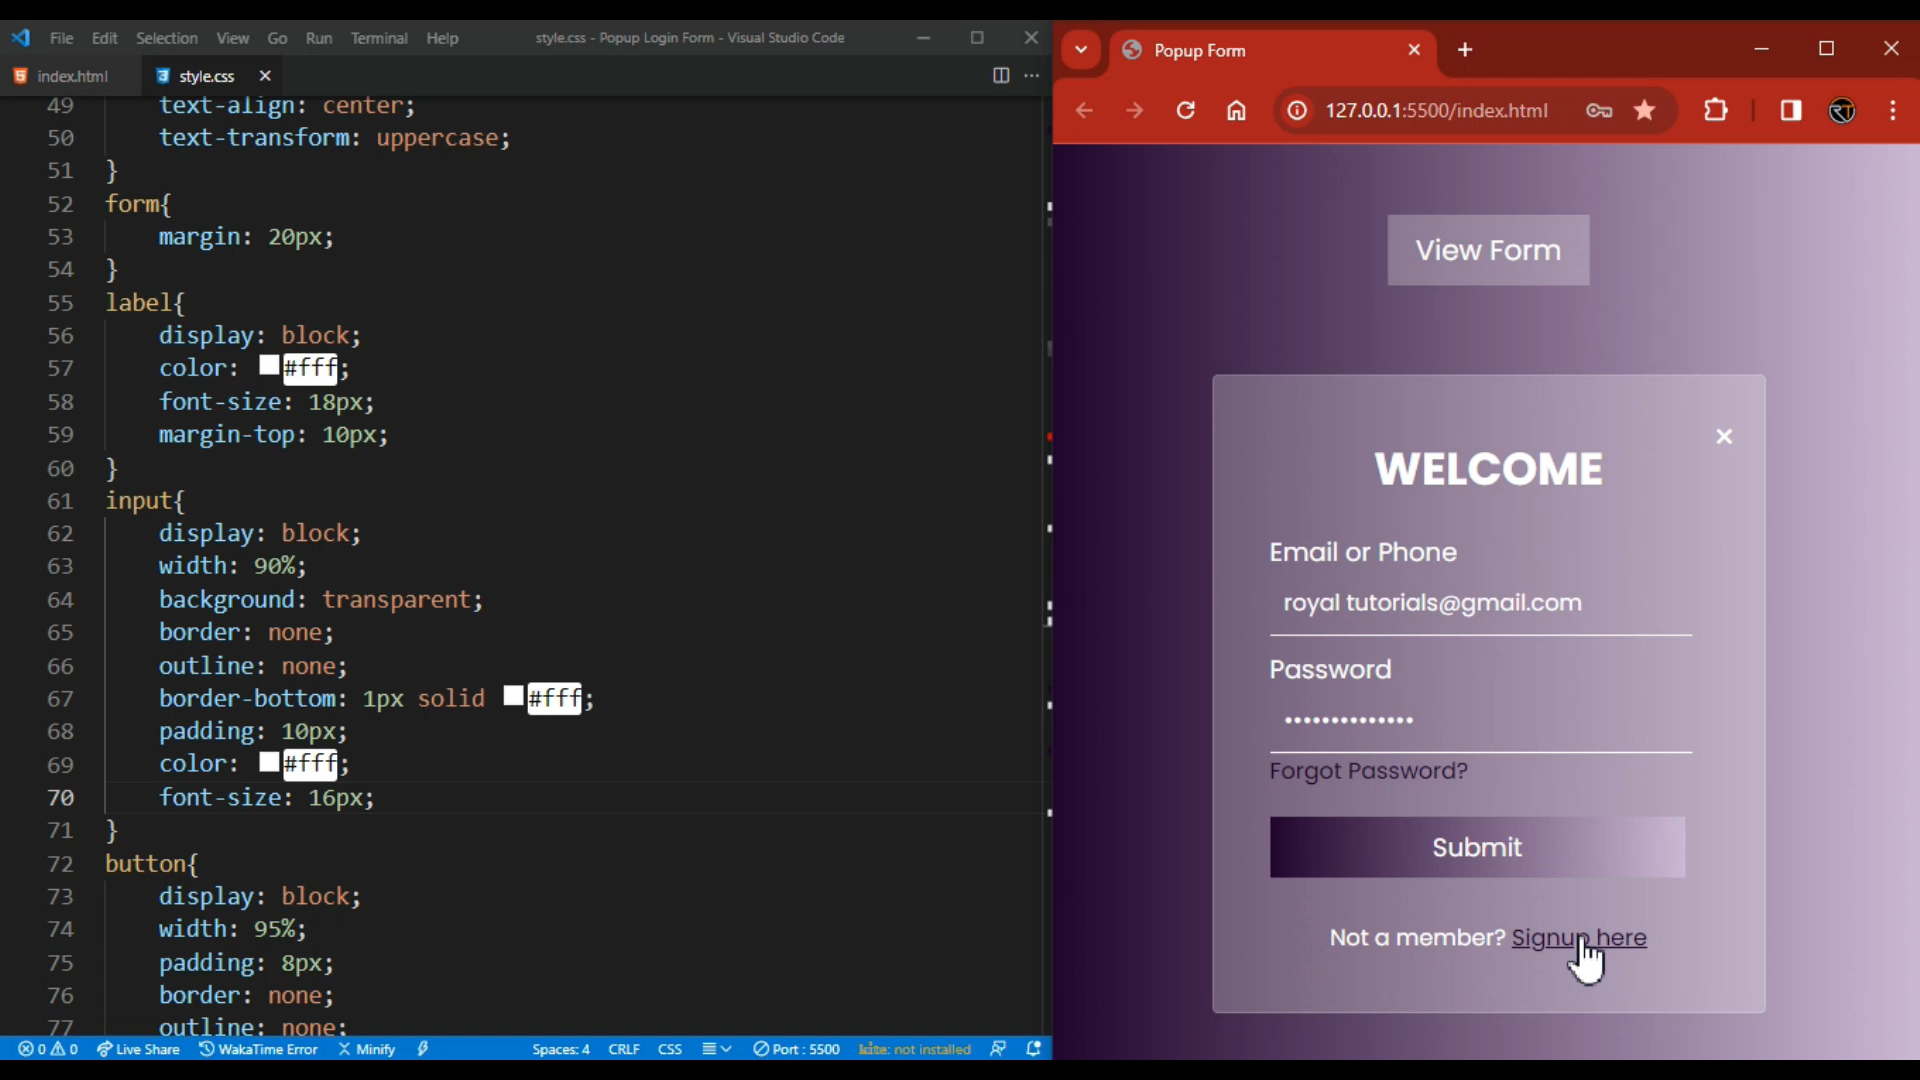 File Edit Selection View Go Run Terminal Help
style.css - Popup Login Form - Visual Studio Code
index.html
style.css
49 text-align: center;
50 text-transform: uppercase;
51 }
52 form{
53 margin: 20px;
54 }
55 label{
56 display: block;
57 color: #fff;
58 font-size: 18px;
59 margin-top: 10px;
60 }
61 input{
62 display: block;
63 width: 90%;
64 background: transparent;
65 border: none;
66 outline: none;
67 border-bottom: 1px solid #fff;
68 padding: 10px;
69 color: #fff;
70 font-size: 16px;
71 }
72 button{
73 display: block;
74 width: 95%;
75 padding: 8px;
76 border: none;
77 outline: none;
0 0 Live Share WakaTime Error Minify Spaces: 4 CRLF CSS Port : 5500 kite: not installed
Popup Form
127.0.0.1:5500/index.html
RT
View Form
WELCOME
Email or Phone
royal tutorials@gmail.com
Password
••••••••••••••
Forgot Password?
Submit
Not a member? Signup here